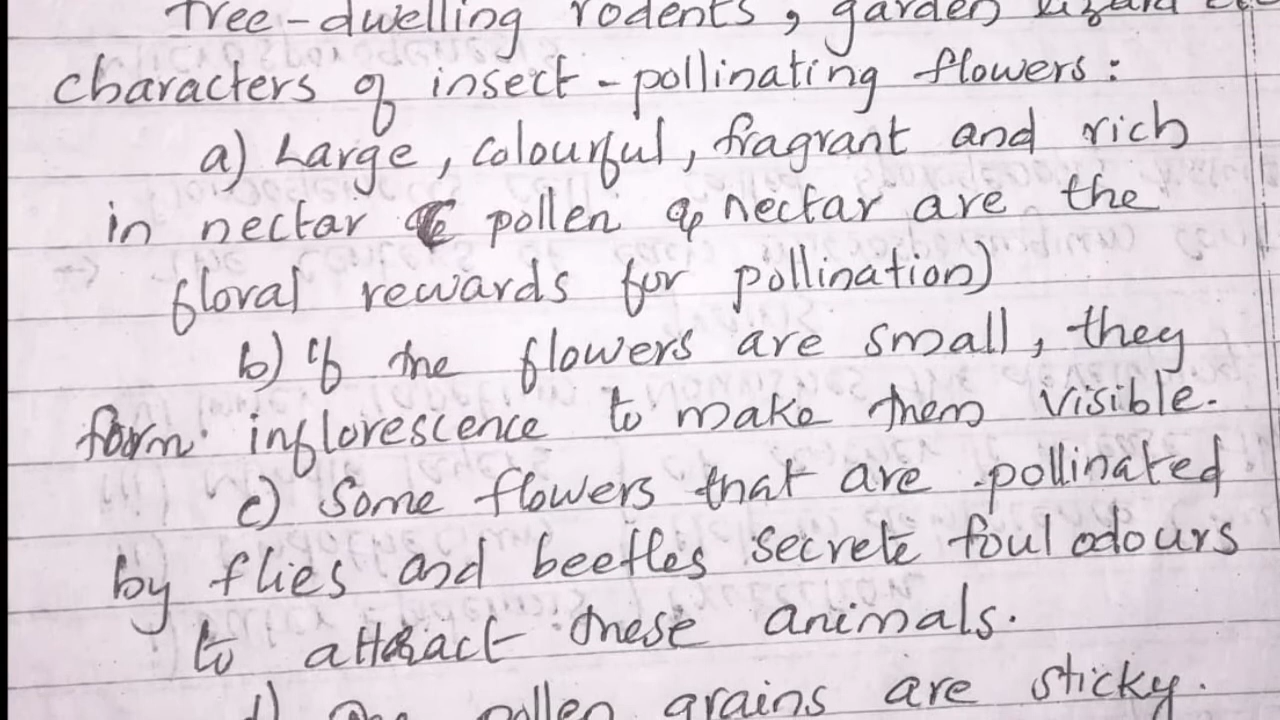 Tree-dwelling rodents, garden lizard
characters of insect-pollinating flowers:
a) Large, colourful, fragrant and rich
in nectar pollen & nectar are the
floral rewards for pollination)
b) If the flowers are small, they
form inflorescence to make them visible.
c) Some flowers that are pollinated
by flies and beetles secrete foul odours
to attract these animals.
d) The pollen grains are sticky.